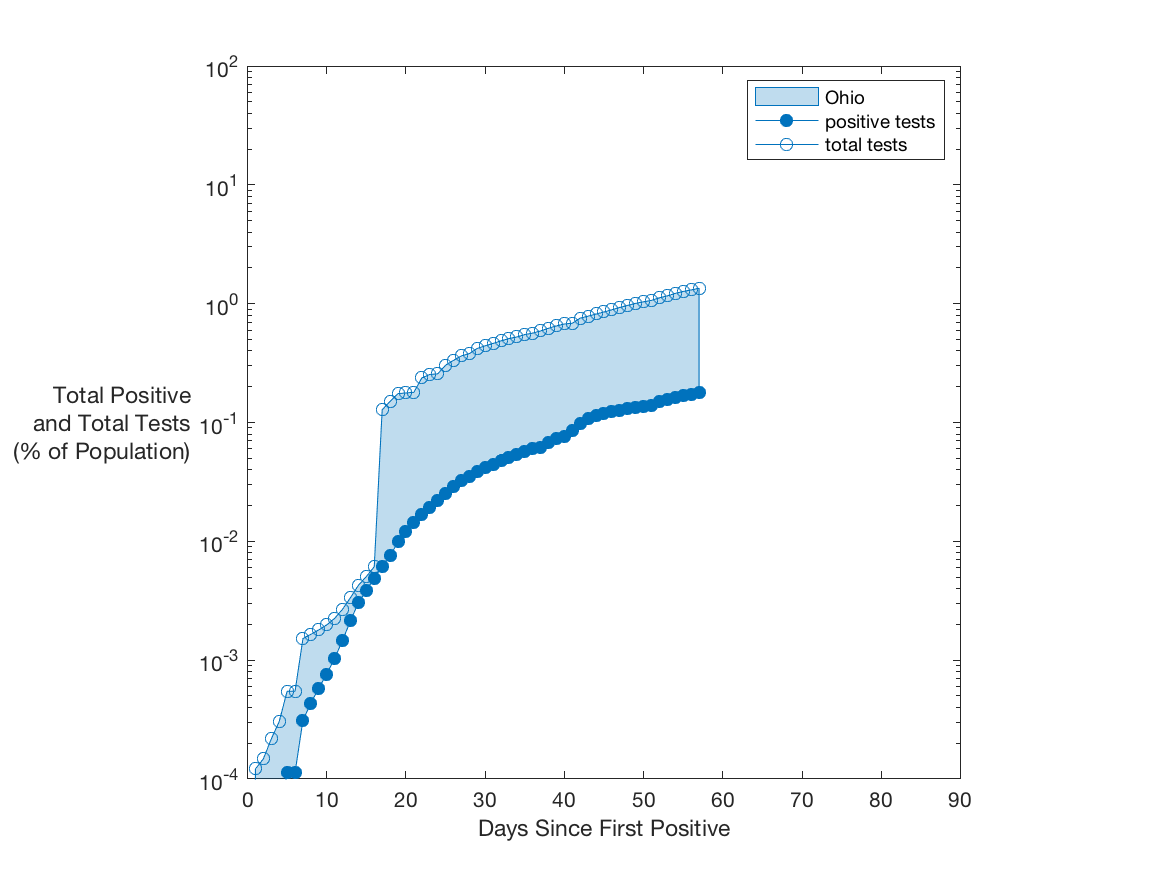 10^2
10^1
10^0
10^-1
10^-2
10^-3
10^-4
Total Positive
and Total Tests
(% of Population)
Ohio
positive tests
total tests
0 10 20 30 40 50 60 70 80 90
Days Since First Positive